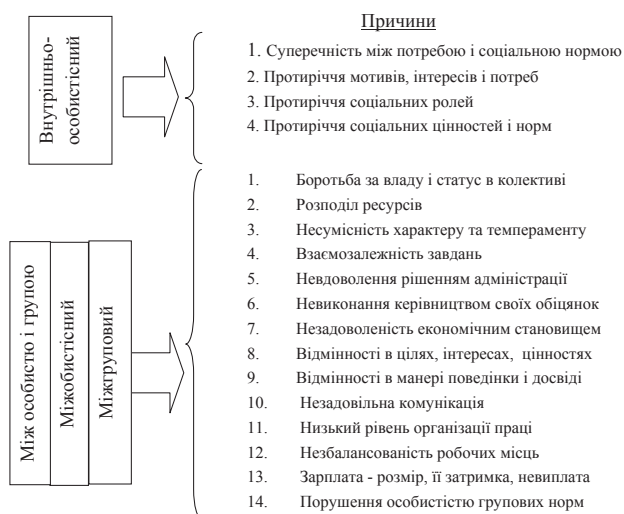 Причини
Внутрішньо-
особистісний
1. Суперечність між потребою і соціальною нормою
2. Протиріччя мотивів, інтересів і потреб
3. Протиріччя соціальних ролей
4. Протиріччя соціальних цінностей і норм
Між особистю і групою
Міжобистісний
Міжгруповий
1. Боротьба за владу і статус в колективі
2. Розподіл ресурсів
3. Несумісність характеру та темпераменту
4. Взаємозалежність завдань
5. Невдоволення рішенням адміністрації
6. Невиконання керівництвом своїх обіцянок
7. Незадоволеність економічним становищем
8. Відмінності в цілях, інтересах, цінностях
9. Відмінності в манері поведінки і досвіді
10. Незадовільна комунікація
11. Низький рівень організації праці
12. Незбалансованість робочих місць
13. Зарплата - розмір, її затримка, невиплата
14. Порушення особистістю групових норм